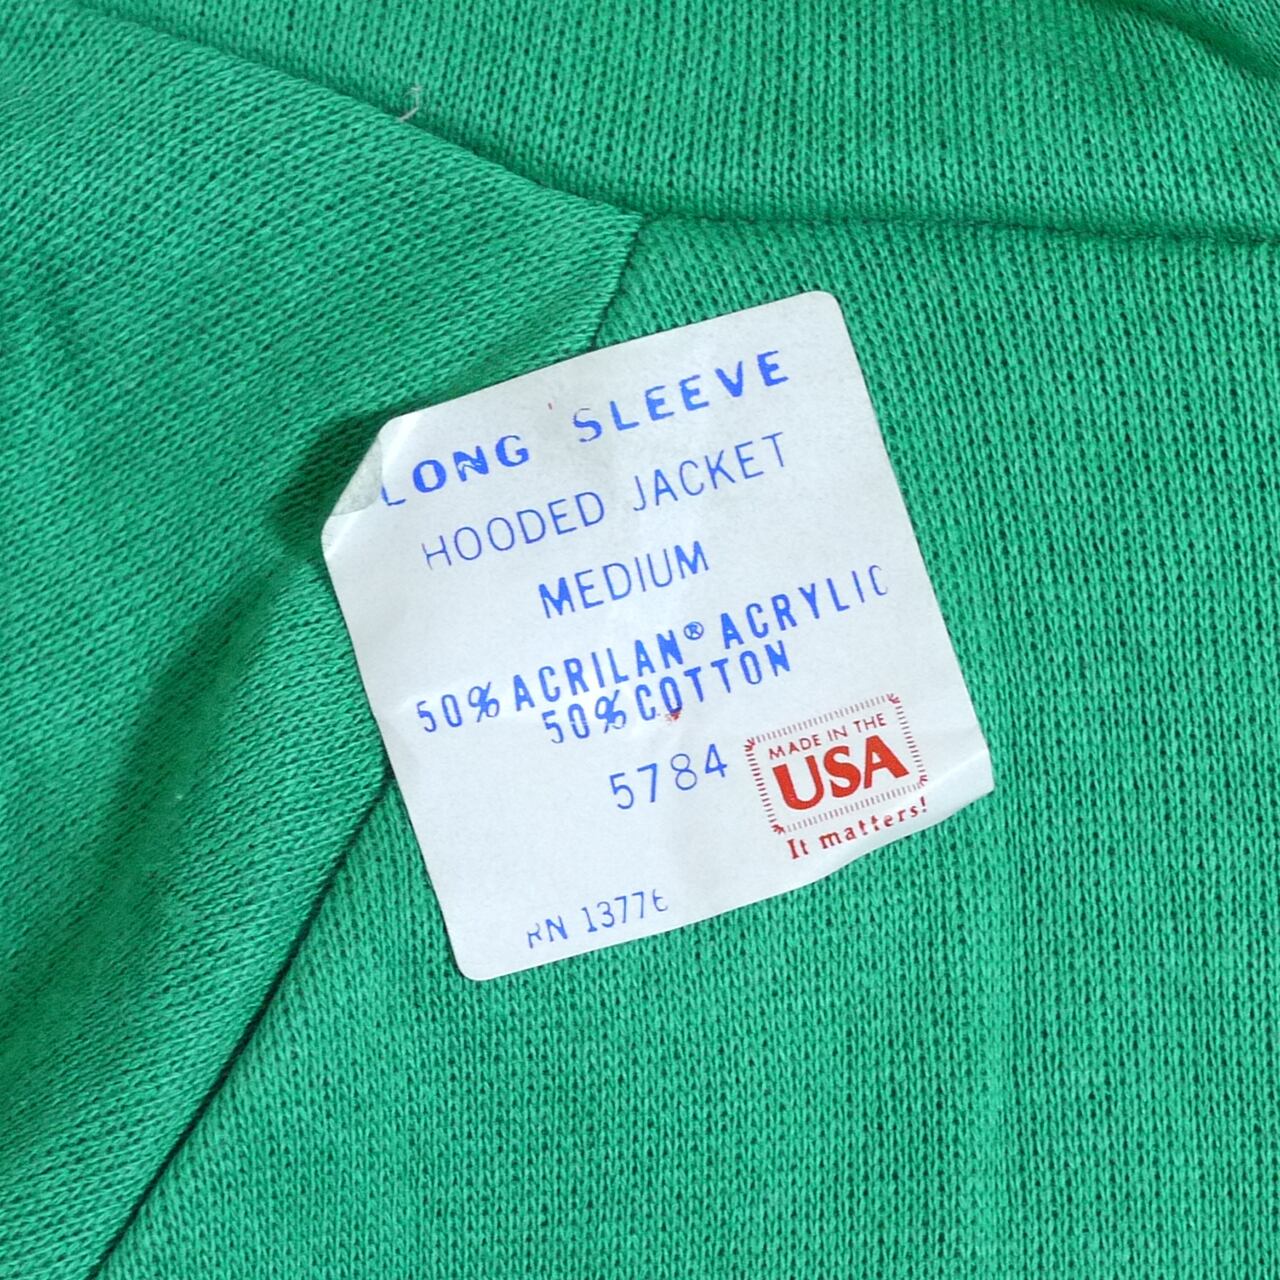 LONG SLEEVE
HOODED JACKET
MEDIUM
50% ACRILAN® ACRYLIC
50% COTTON
5784
MADE IN THE
USA
It matters!
RN 13776